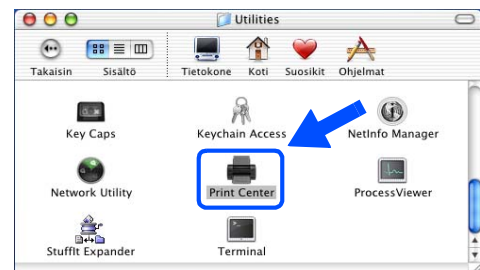 Utilities
Takaisin Sisältö Tietokone Koti Suosikit Ohjelmat
Key Caps Keychain Access NetInfo Manager
Network Utility Print Center ProcessViewer
StuffIt Expander Terminal